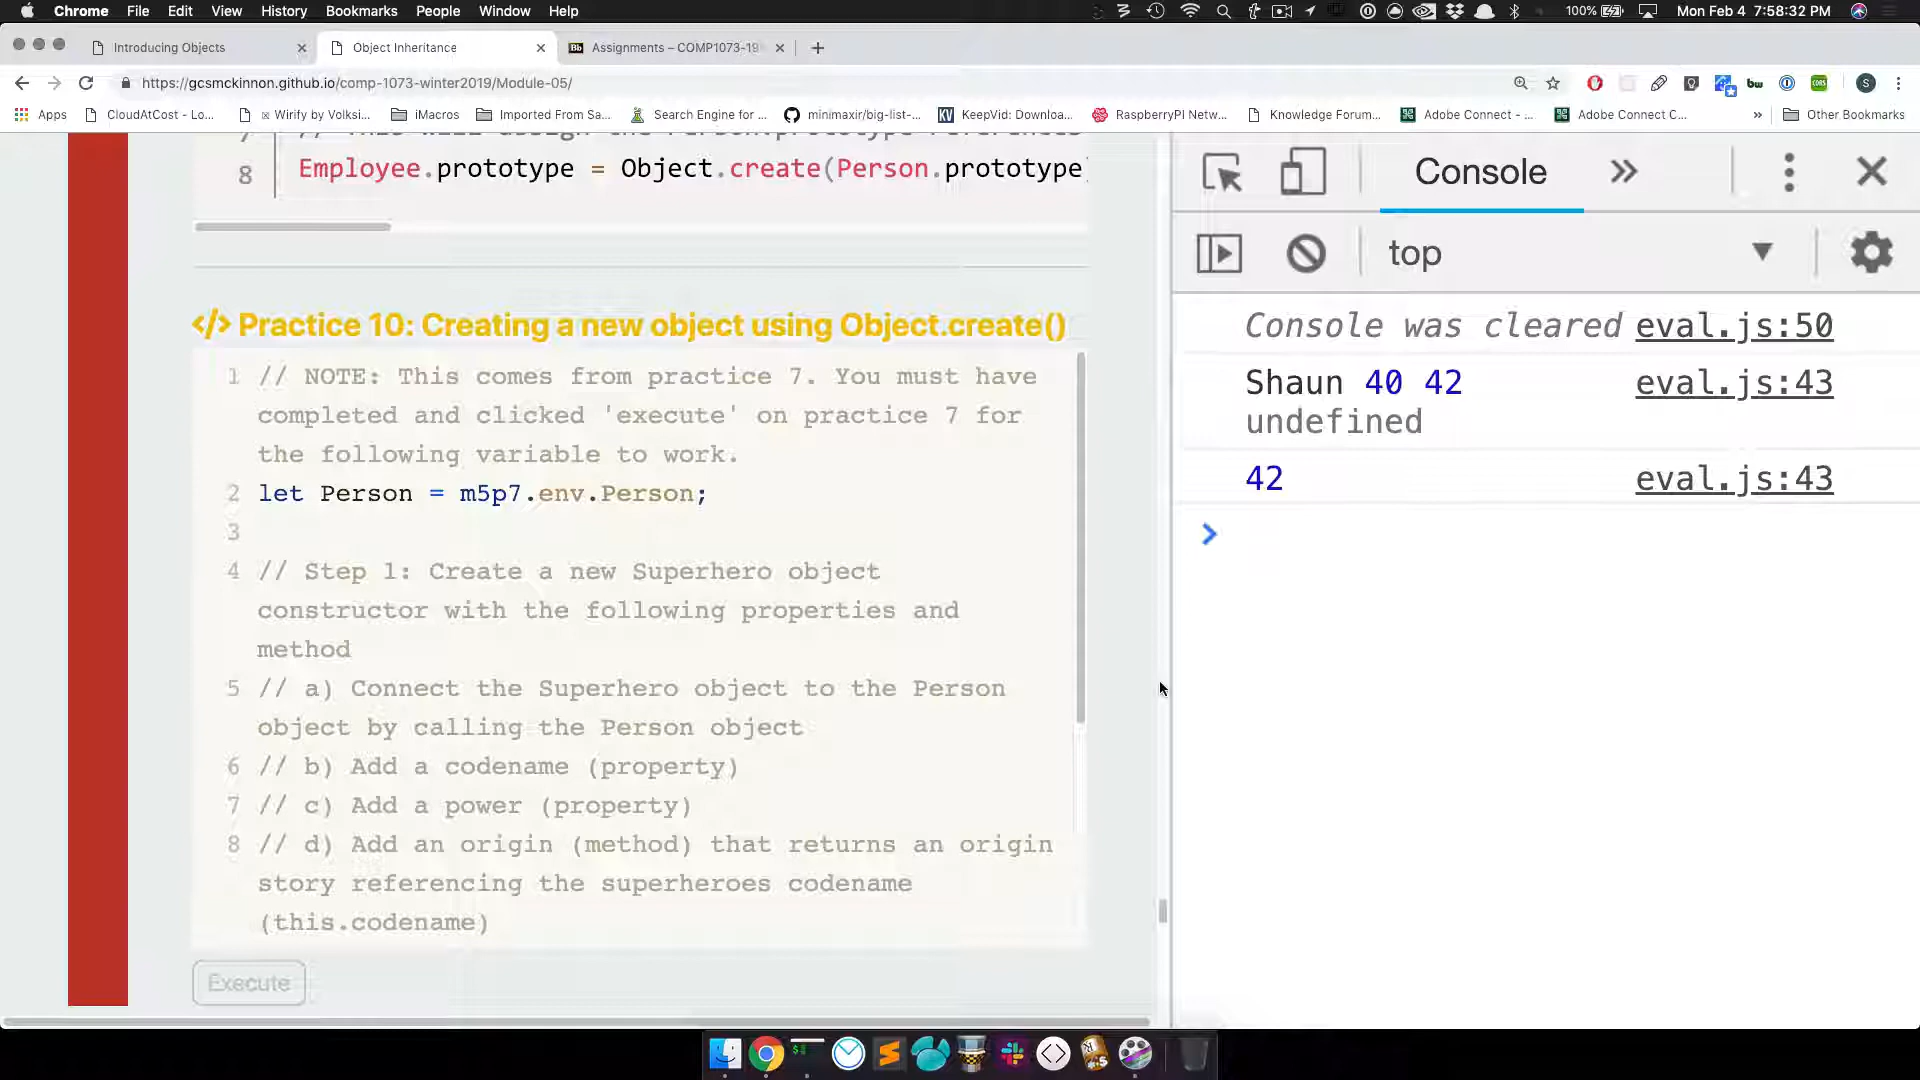 Chrome File Edit View History Bookmarks People Window Help 100% Mon Feb 4 7:58:32 PM
Introducing Objects Object Inheritance Bb Assignments – COMP1073-19
https://gcsmckinnon.github.io/comp-1073-winter2019/Module-05/
Apps CloudAtCost - Lo... Wirify by Volksi... iMacros Imported From Sa... Search Engine for ... minimaxir/big-list-... KeepVid: Downloa... RaspberryPI Netw... Knowledge Forum... Adobe Connect - ... Adobe Connect C... » Other Bookmarks
8 Employee.prototype = Object.create(Person.prototype)
</> Practice 10: Creating a new object using Object.create()
1 // NOTE: This comes from practice 7. You must have
completed and clicked 'execute' on practice 7 for
the following variable to work.
2 let Person = m5p7.env.Person;
3
4 // Step 1: Create a new Superhero object
constructor with the following properties and
method
5 // a) Connect the Superhero object to the Person
object by calling the Person object
6 // b) Add a codename (property)
7 // c) Add a power (property)
8 // d) Add an origin (method) that returns an origin
story referencing the superheroes codename
(this.codename)
Execute
Console »
top
Console was cleared eval.js:50
Shaun 40 42 eval.js:43
undefined
42 eval.js:43
>